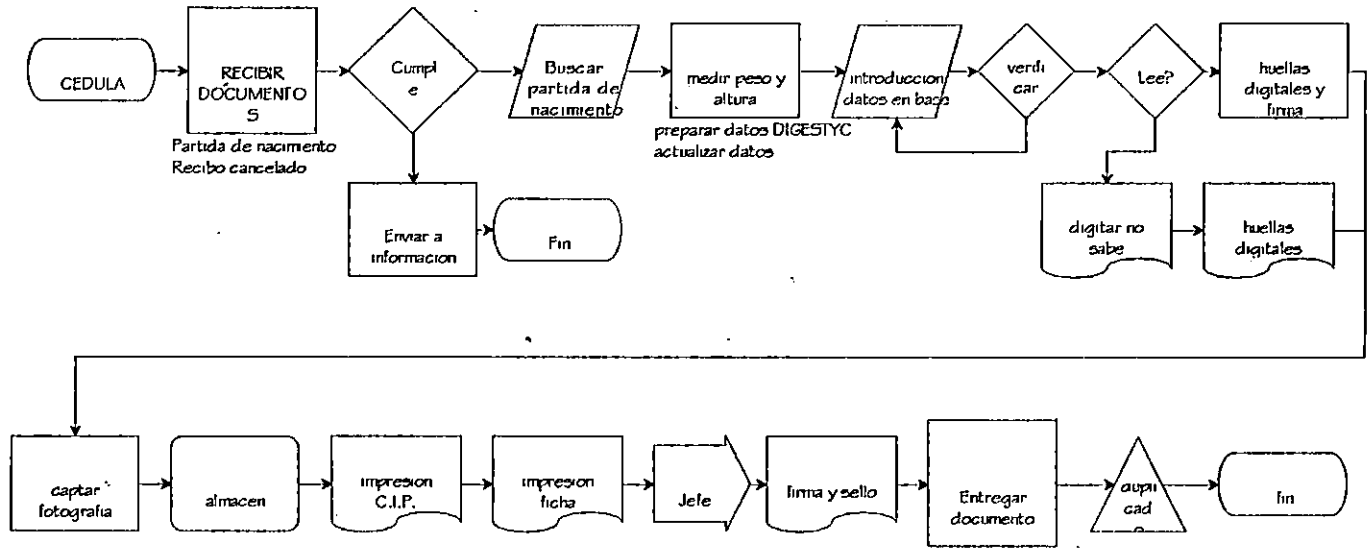 CEDULA
RECIBIR
DOCUMENTO
S
Partida de nacimiento
Recibo cancelado
Cumpl
e
Enviar a
informacion
Fin
Buscar
partida de
nacimiento
medir peso y
altura
preparar datos DIGESTYC
actualizar datos
introduccion
datos en base
verifi
car
Lee?
huellas
digitales y
firma
digitar no
sabe
huellas
digitales
captar
fotografia
almacen
impresion
C.I.P.
impresion
ficha
Jefe
firma y sello
Entregar
documento
dupli
cad
o
fin